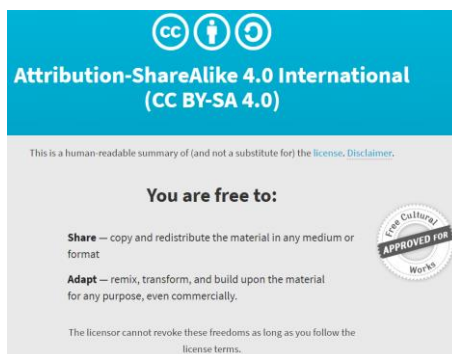 cc
Attribution-ShareAlike 4.0 International
(CC BY-SA 4.0)
This is a human-readable summary of (and not a substitute for) the license. Disclaimer.
You are free to:
Share — copy and redistribute the material in any medium or
format
Adapt — remix, transform, and build upon the material
for any purpose, even commercially.
Free Cultural
APPROVED FOR
Works
The licensor cannot revoke these freedoms as long as you follow the
license terms.